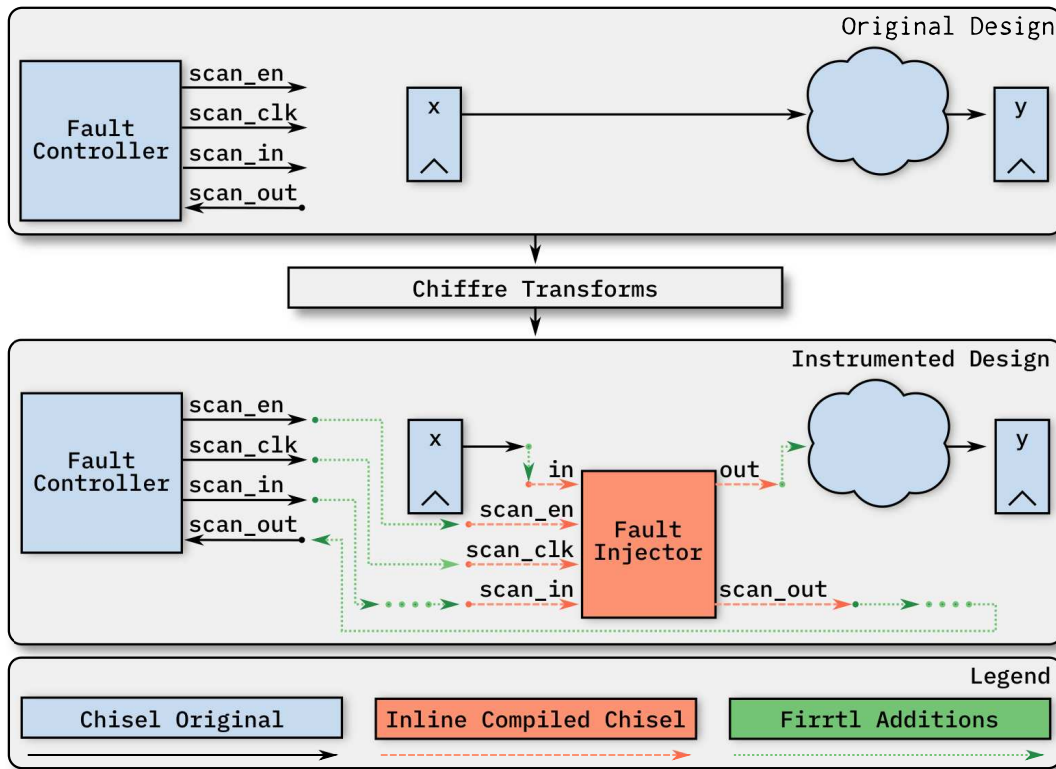 Original Design
Fault
Controller
scan_en
scan_clk
scan_in
scan_out
x
y
Chiffre Transforms
Instrumented Design
Fault
Controller
scan_en
scan_clk
scan_in
scan_out
x
in
scan_en
scan_clk
scan_in
Fault
Injector
out
scan_out
y
Legend
Chisel Original
Inline Compiled Chisel
Firrtl Additions